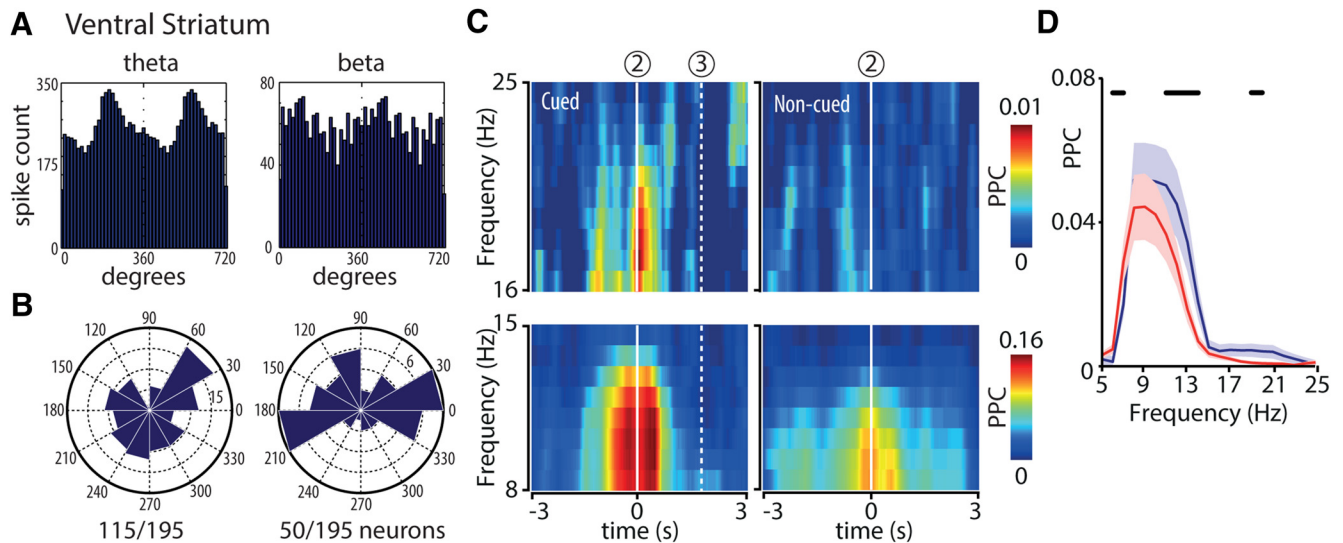 A Ventral Striatum
theta
beta
spike count
350
175
0
0 360 720
degrees
80
40
0
0 360 720
degrees
B
90
120 60
150 30
180 0
15
210 330
240 300
270
115/195
90
120 60
150 30
6
180 0
210 330
240 300
270
50/195 neurons
C
2 3
2
25
Frequency (Hz)
16
Cued
Non-cued
0.01
PPC
0
15
Frequency (Hz)
8
-3 0 3
time (s)
-3 0 3
time (s)
0.16
PPC
0
D
0.08
PPC
0.04
0
5 9 13 17 21 25
Frequency (Hz)